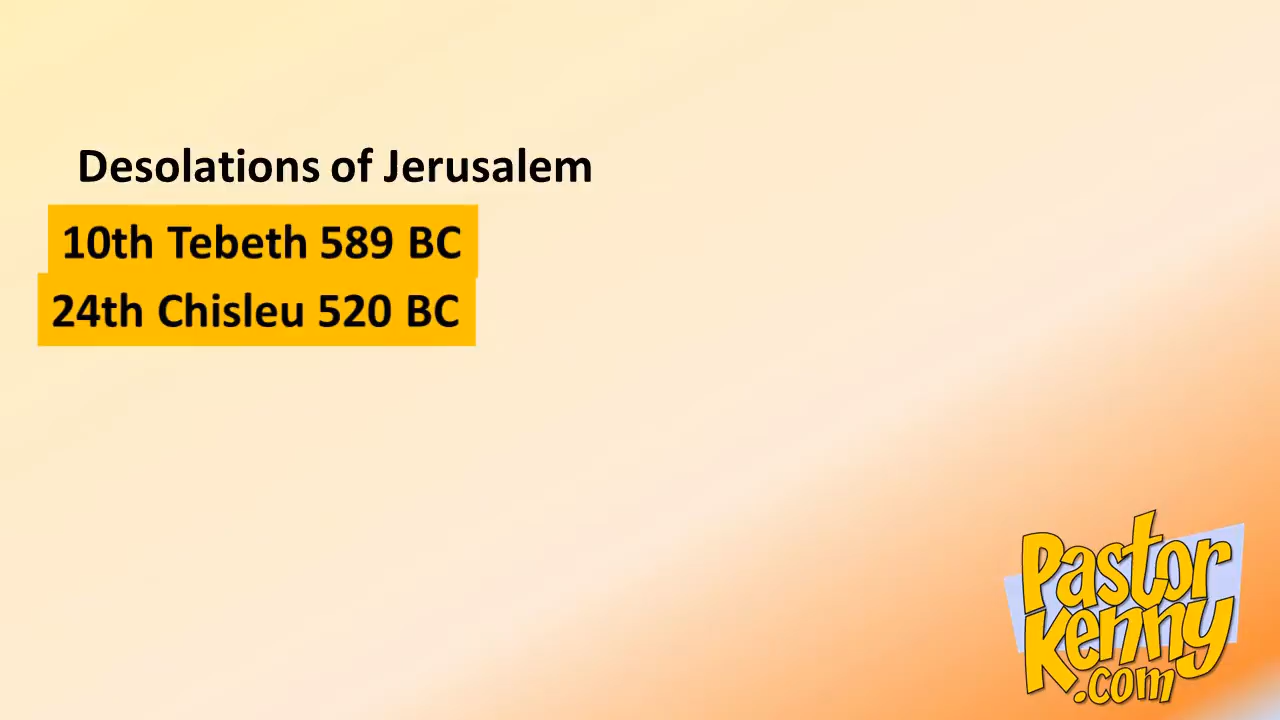 Desolations of Jerusalem
10th Tebeth 589 BC
24th Chisleu 520 BC
Pastor
Kenny
.com